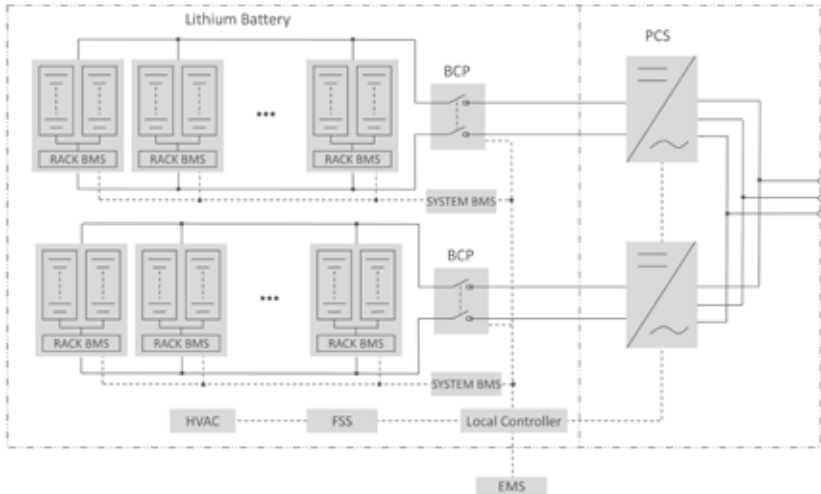 Lithium Battery
PCS
BCP
RACK BMS
RACK BMS
•••
RACK BMS
SYSTEM BMS
BCP
RACK BMS
RACK BMS
•••
RACK BMS
SYSTEM BMS
HVAC
FSS
Local Controller
EMS